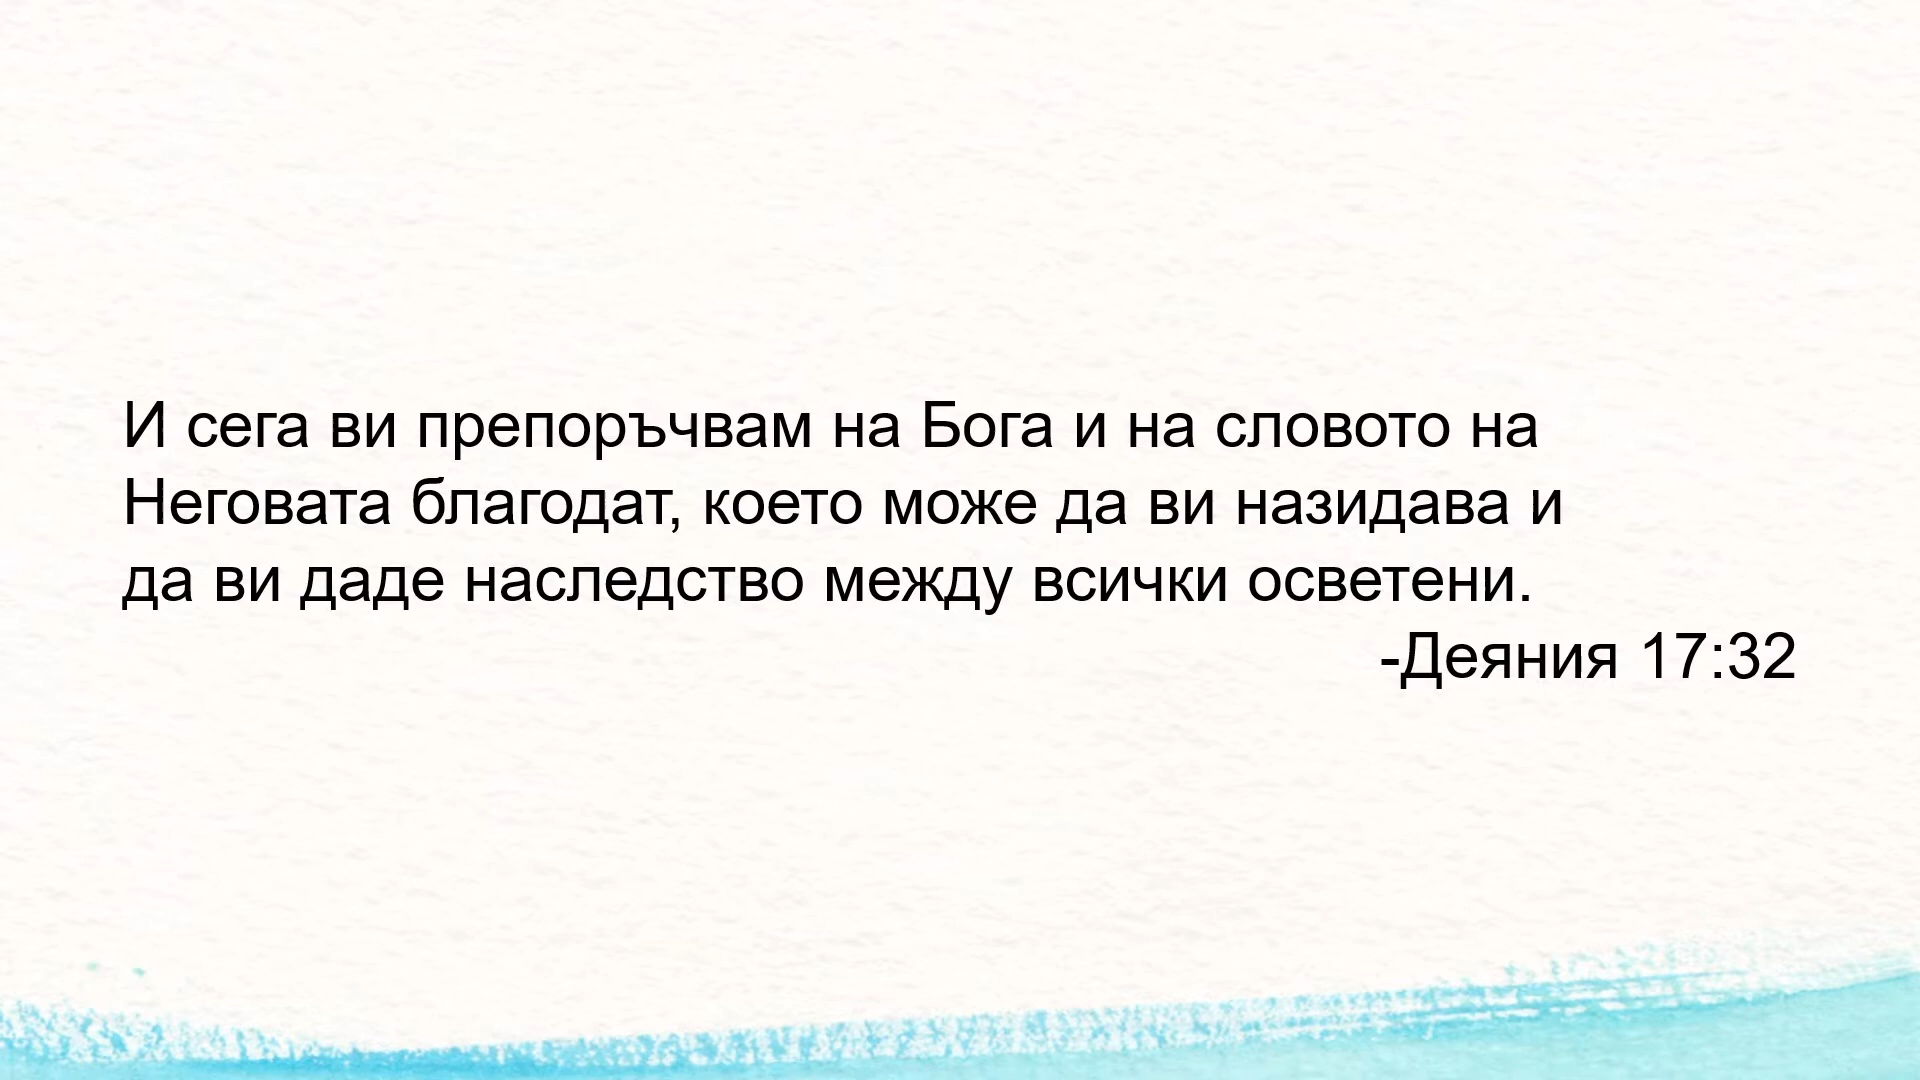 И сега ви препоръчвам на Бога и на словото на
Неговата благодат, което може да ви назидава и
да ви даде наследство между всички осветени.
-Деяния 17:32